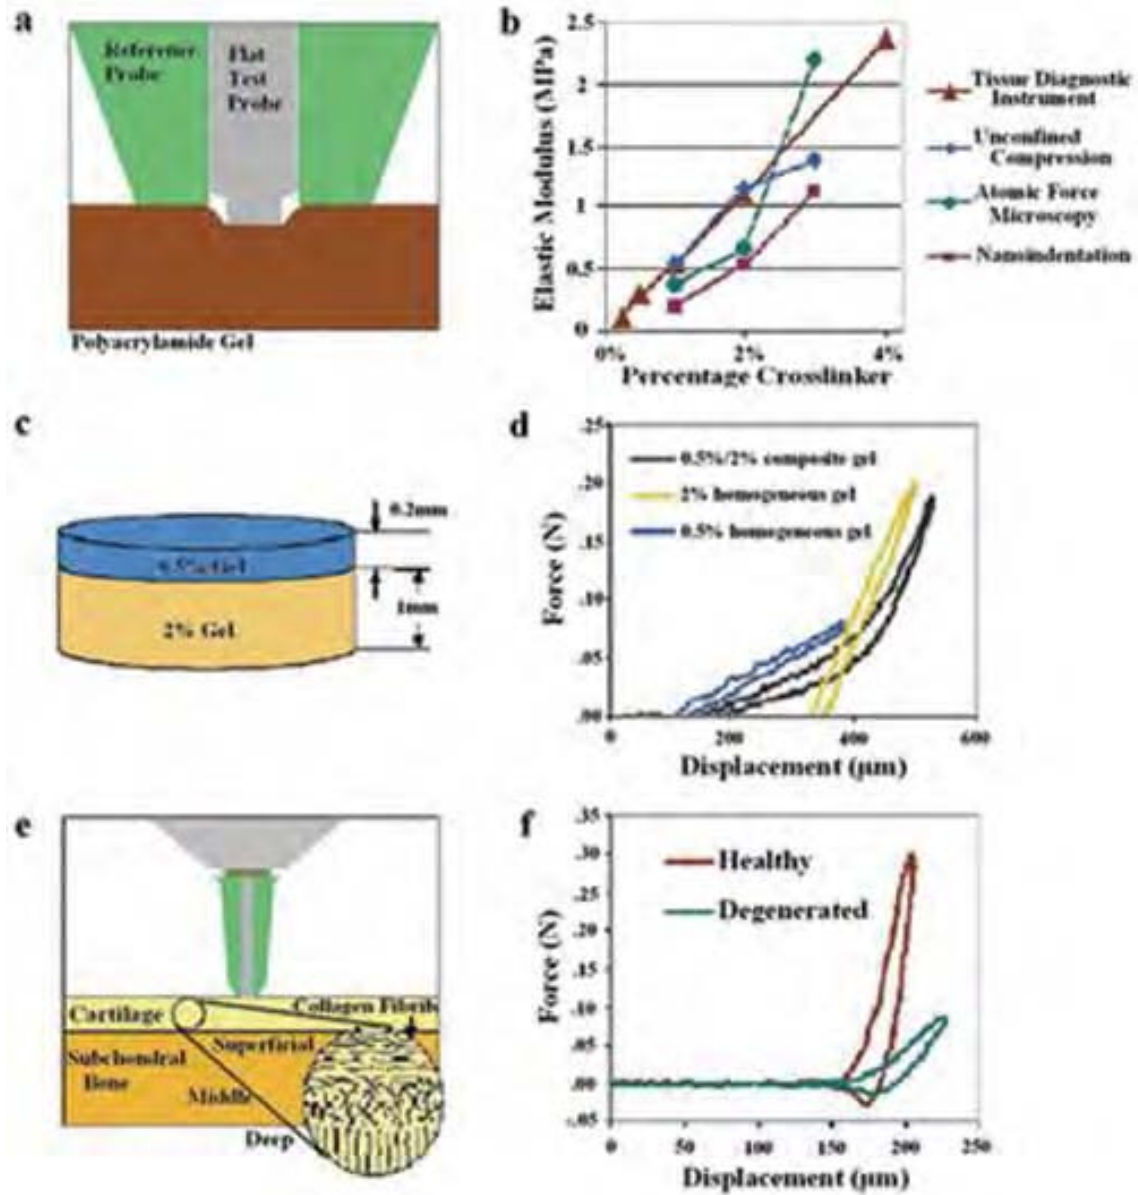 a
Reference
Probe
Flat
Test
Probe
Polyacrylamide Gel
b
Elastic Modulus (MPa)
2.5
2
1.5
1
0.5
0
0%
2%
4%
Percentage Crosslinker
Tissue Diagnostic
Instrument
Unconfined
Compression
Atomic Force
Microscopy
Nanoindentation
c
0.2mm
0.5% Gel
1mm
2% Gel
d
Force (N)
.25
.20
.15
.10
.05
.00
0
200
400
600
Displacement (µm)
0.5%/2% composite gel
2% homogeneous gel
0.5% homogeneous gel
e
Cartilage
Collagen Fibrils
Subchondral
Bone
Superficial
Middle
Deep
f
Force (N)
.35
.30
.25
.20
.15
.10
.05
.00
-.05
0
50
100
150
200
250
Displacement (µm)
Healthy
Degenerated